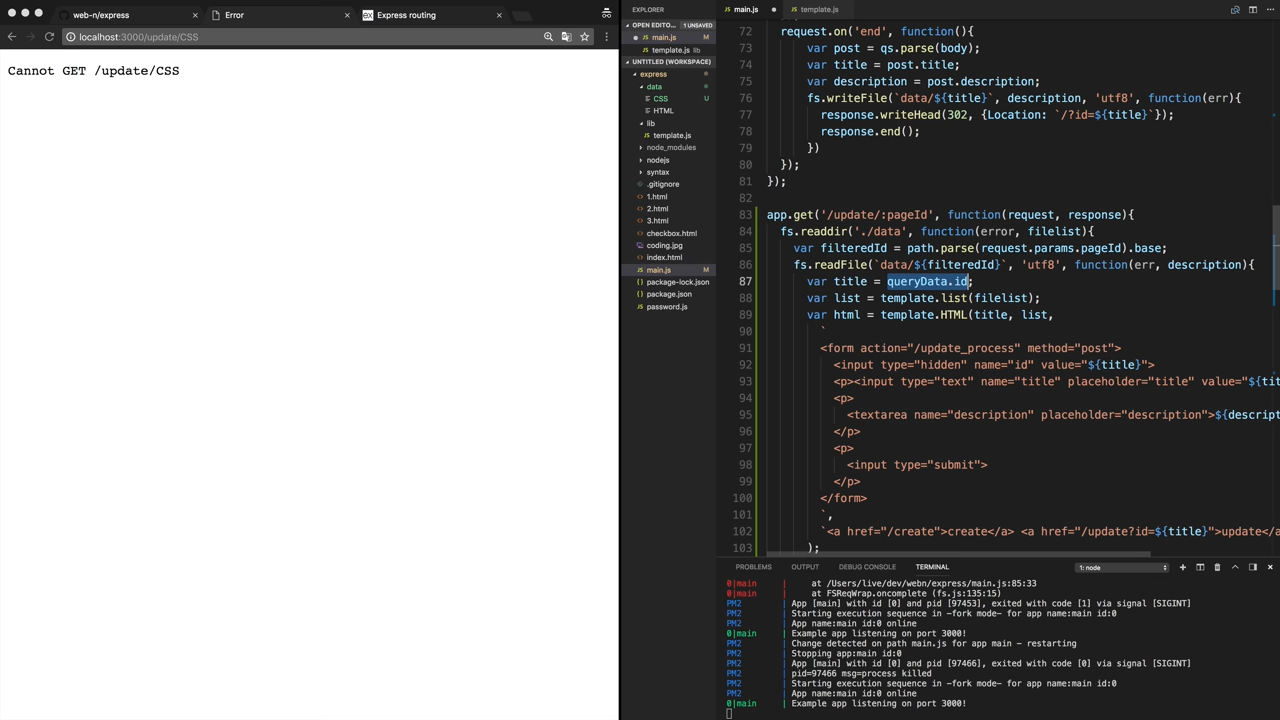 web-n/express
Error
Express routing
localhost:3000/update/CSS
Cannot GET /update/CSS
EXPLORER
OPEN EDITO... 1 UNSAVED
main.js M
template.js lib
UNTITLED (WORKSPACE)
express
data
CSS U
HTML
lib
template.js
node_modules
nodejs
syntax
.gitignore
1.html
2.html
3.html
checkbox.html
coding.jpg
index.html
main.js M
package-lock.json
package.json
password.js
main.js
template.js
72 request.on('end', function(){
73 var post = qs.parse(body);
74 var title = post.title;
75 var description = post.description;
76 fs.writeFile(`data/${title}`, description, 'utf8', function(err){
77 response.writeHead(302, {Location: `/?id=${title}`});
78 response.end();
79 })
80 });
81 });
82
83 app.get('/update/:pageId', function(request, response){
84 fs.readdir('./data', function(error, filelist){
85 var filteredId = path.parse(request.params.pageId).base;
86 fs.readFile(`data/${filteredId}`, 'utf8', function(err, description){
87 var title = queryData.id;
88 var list = template.list(filelist);
89 var html = template.HTML(title, list,
90 `
91 <form action="/update_process" method="post">
92 <input type="hidden" name="id" value="${title}">
93 <p><input type="text" name="title" placeholder="title" value="${tit
94 <p>
95 <textarea name="description" placeholder="description">${descrip
96 </p>
97 <p>
98 <input type="submit">
99 </p>
100 </form>
101 `,
102 `<a href="/create">create</a> <a href="/update?id=${title}">update</a
103 );
PROBLEMS OUTPUT DEBUG CONSOLE TERMINAL
1: node
0|main | at /Users/live/dev/webn/express/main.js:85:33
0|main | at FSReqWrap.oncomplete (fs.js:135:15)
PM2 | App [main] with id [0] and pid [97453], exited with code [1] via signal [SIGINT]
PM2 | Starting execution sequence in -fork mode- for app name:main id:0
PM2 | App name:main id:0 online
0|main | Example app listening on port 3000!
PM2 | Change detected on path main.js for app main - restarting
PM2 | Stopping app:main id:0
PM2 | App [main] with id [0] and pid [97466], exited with code [0] via signal [SIGINT]
PM2 | pid=97466 msg=process killed
PM2 | Starting execution sequence in -fork mode- for app name:main id:0
PM2 | App name:main id:0 online
0|main | Example app listening on port 3000!